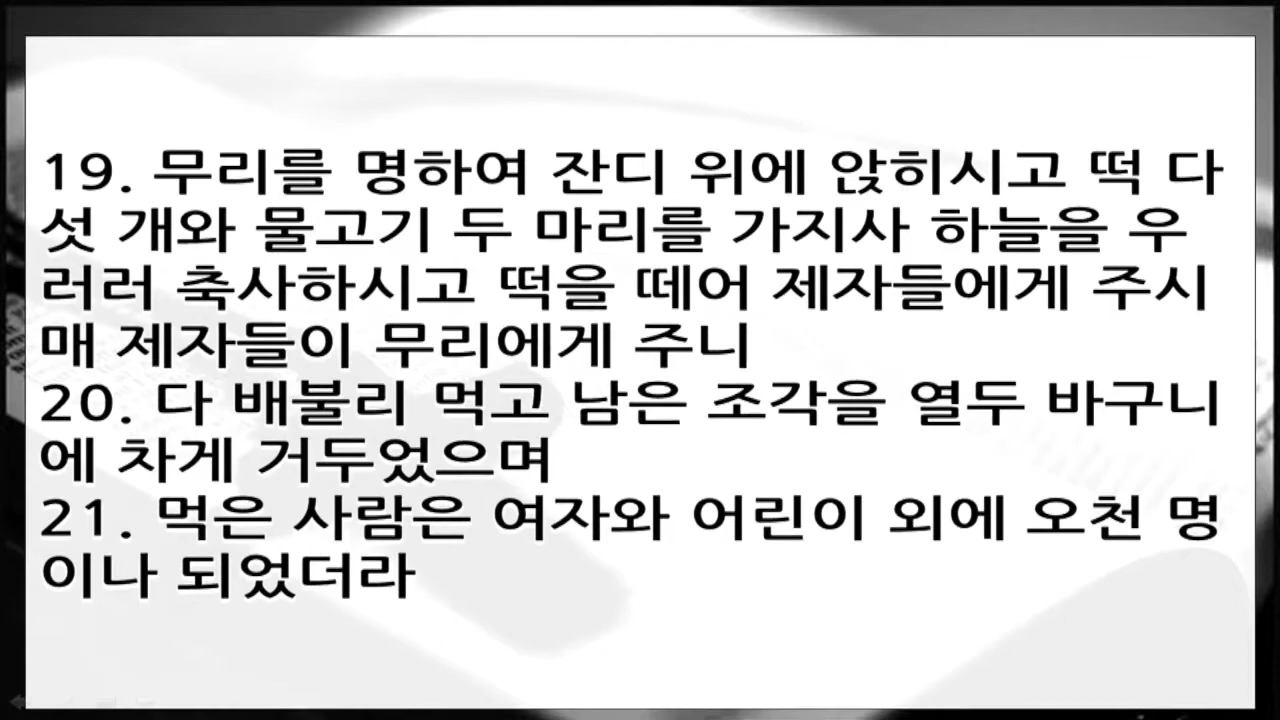 19. 무리를 명하여 잔디 위에 앉히시고 떡 다
섯 개와 물고기 두 마리를 가지사 하늘을 우
러러 축사하시고 떡을 떼어 제자들에게 주시
매 제자들이 무리에게 주니
20. 다 배불리 먹고 남은 조각을 열두 바구니
에 차게 거두었으며
21. 먹은 사람은 여자와 어린이 외에 오천 명
이나 되었더라